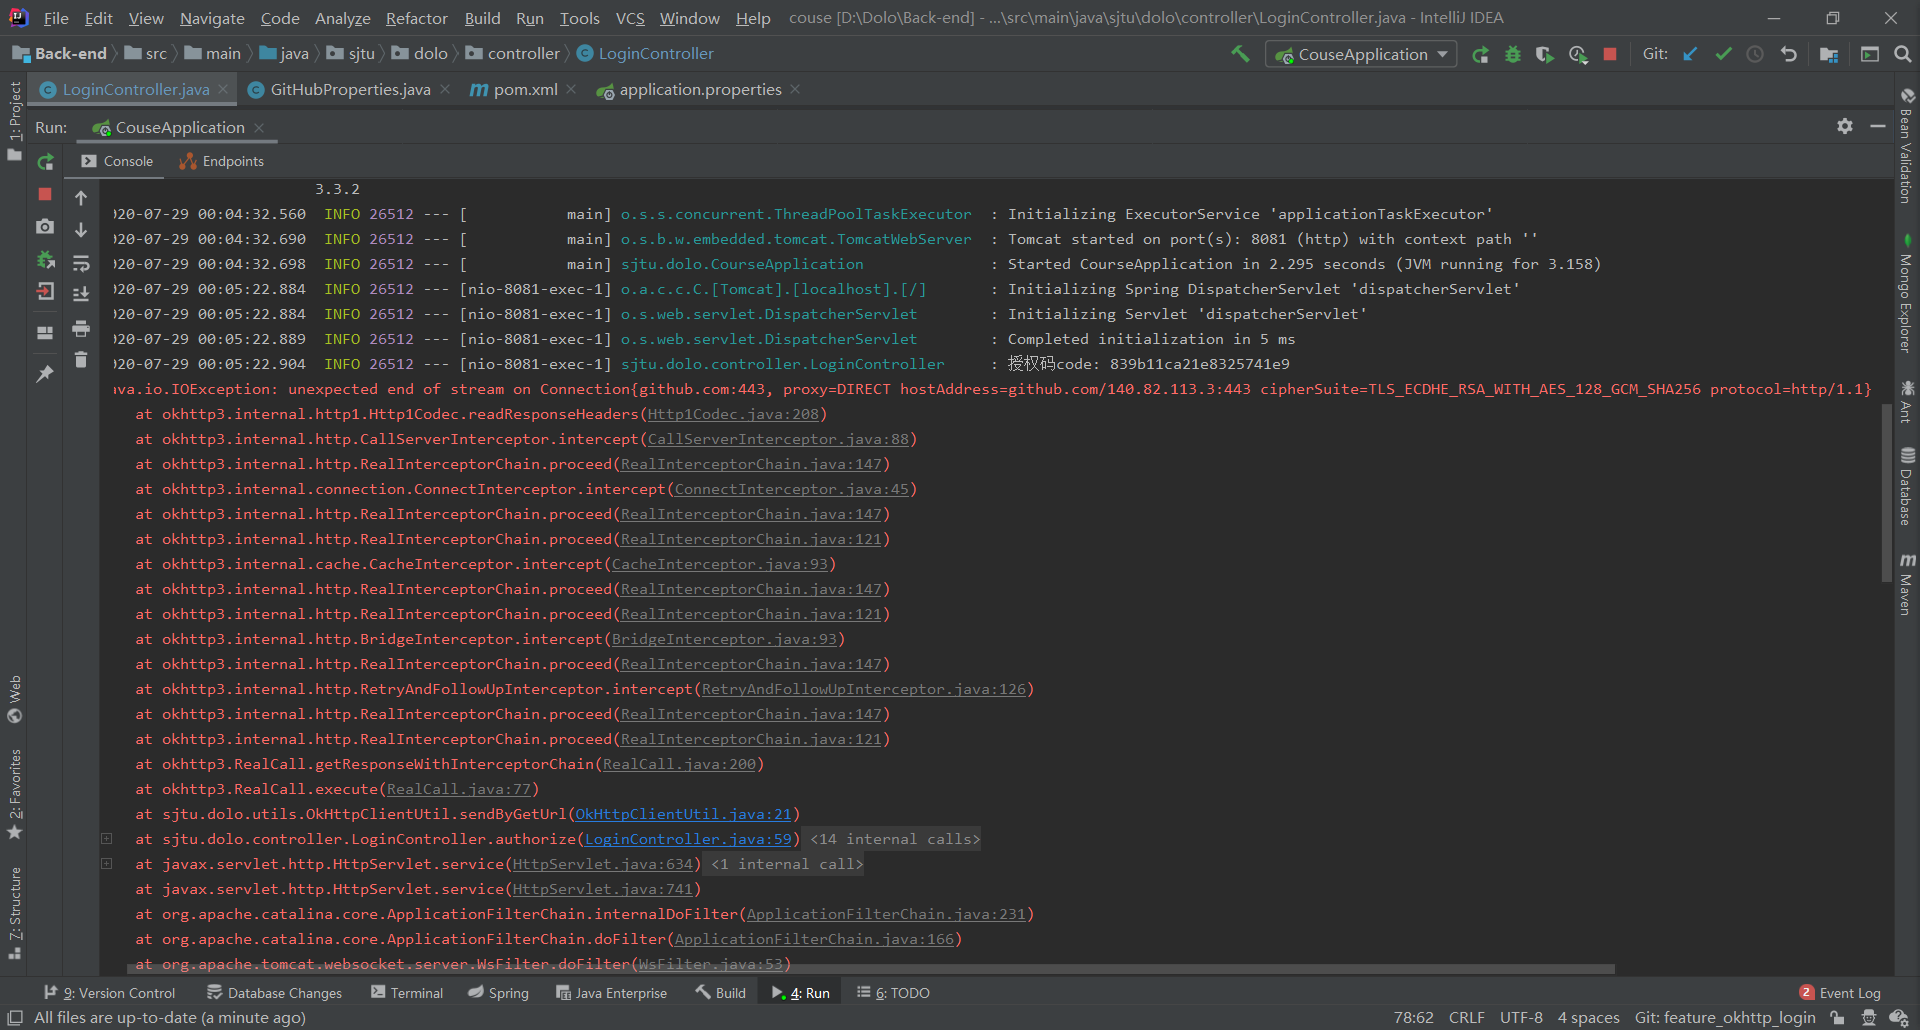 File Edit View Navigate Code Analyze Refactor Build Run Tools VCS Window Help couse [D:\Dolo\Back-end] - ...\src\main\java\sjtu\dolo\controller\LoginController.java - IntelliJ IDEA
Back-end src main java sjtu dolo controller LoginController CouseApplication Git:
LoginController.java GitHubProperties.java pom.xml application.properties
Run: CouseApplication
Console Endpoints
3.3.2
020-07-29 00:04:32.560 INFO 26512 --- [ main] o.s.s.concurrent.ThreadPoolTaskExecutor : Initializing ExecutorService 'applicationTaskExecutor'
020-07-29 00:04:32.690 INFO 26512 --- [ main] o.s.b.w.embedded.tomcat.TomcatWebServer : Tomcat started on port(s): 8081 (http) with context path ''
020-07-29 00:04:32.698 INFO 26512 --- [ main] sjtu.dolo.CourseApplication : Started CourseApplication in 2.295 seconds (JVM running for 3.158)
020-07-29 00:05:22.884 INFO 26512 --- [nio-8081-exec-1] o.a.c.c.C.[Tomcat].[localhost].[/] : Initializing Spring DispatcherServlet 'dispatcherServlet'
020-07-29 00:05:22.884 INFO 26512 --- [nio-8081-exec-1] o.s.web.servlet.DispatcherServlet : Initializing Servlet 'dispatcherServlet'
020-07-29 00:05:22.889 INFO 26512 --- [nio-8081-exec-1] o.s.web.servlet.DispatcherServlet : Completed initialization in 5 ms
020-07-29 00:05:22.904 INFO 26512 --- [nio-8081-exec-1] sjtu.dolo.controller.LoginController : 授权码code: 839b11ca21e8325741e9
ava.io.IOException: unexpected end of stream on Connection{github.com:443, proxy=DIRECT hostAddress=github.com/140.82.113.3:443 cipherSuite=TLS_ECDHE_RSA_WITH_AES_128_GCM_SHA256 protocol=http/1.1}
at okhttp3.internal.http1.Http1Codec.readResponseHeaders(Http1Codec.java:208)
at okhttp3.internal.http.CallServerInterceptor.intercept(CallServerInterceptor.java:88)
at okhttp3.internal.http.RealInterceptorChain.proceed(RealInterceptorChain.java:147)
at okhttp3.internal.connection.ConnectInterceptor.intercept(ConnectInterceptor.java:45)
at okhttp3.internal.http.RealInterceptorChain.proceed(RealInterceptorChain.java:147)
at okhttp3.internal.http.RealInterceptorChain.proceed(RealInterceptorChain.java:121)
at okhttp3.internal.cache.CacheInterceptor.intercept(CacheInterceptor.java:93)
at okhttp3.internal.http.RealInterceptorChain.proceed(RealInterceptorChain.java:147)
at okhttp3.internal.http.RealInterceptorChain.proceed(RealInterceptorChain.java:121)
at okhttp3.internal.http.BridgeInterceptor.intercept(BridgeInterceptor.java:93)
at okhttp3.internal.http.RealInterceptorChain.proceed(RealInterceptorChain.java:147)
at okhttp3.internal.http.RetryAndFollowUpInterceptor.intercept(RetryAndFollowUpInterceptor.java:126)
at okhttp3.internal.http.RealInterceptorChain.proceed(RealInterceptorChain.java:147)
at okhttp3.internal.http.RealInterceptorChain.proceed(RealInterceptorChain.java:121)
at okhttp3.RealCall.getResponseWithInterceptorChain(RealCall.java:200)
at okhttp3.RealCall.execute(RealCall.java:77)
at sjtu.dolo.utils.OkHttpClientUtil.sendByGetUrl(OkHttpClientUtil.java:21)
at sjtu.dolo.controller.LoginController.authorize(LoginController.java:59) <14 internal calls>
at javax.servlet.http.HttpServlet.service(HttpServlet.java:634) <1 internal call>
at javax.servlet.http.HttpServlet.service(HttpServlet.java:741)
at org.apache.catalina.core.ApplicationFilterChain.internalDoFilter(ApplicationFilterChain.java:231)
at org.apache.catalina.core.ApplicationFilterChain.doFilter(ApplicationFilterChain.java:166)
at org.apache.tomcat.websocket.server.WsFilter.doFilter(WsFilter.java:53)
1: Project
Web
2: Favorites
Z: Structure
Bean Validation
Mongo Explorer
Ant
Database
Maven
9: Version Control Database Changes Terminal Spring Java Enterprise Build 4: Run 6: TODO 2 Event Log
All files are up-to-date (a minute ago) 78:62 CRLF UTF-8 4 spaces Git: feature_okhttp_login